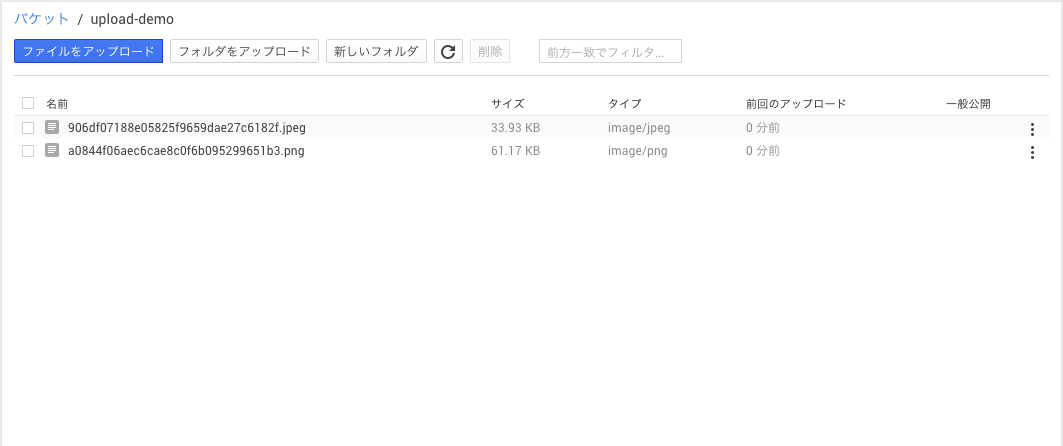 バケット / upload-demo
ファイルをアップロード フォルダをアップロード 新しいフォルダ 削除 前方一致でフィルタ...
名前 サイズ タイプ 前回のアップロード 一般公開
906df07188e05825f9659dae27c6182f.jpeg 33.93 KB image/jpeg 0 分前
a0844f06aec6cae8c0f6b095299651b3.png 61.17 KB image/png 0 分前